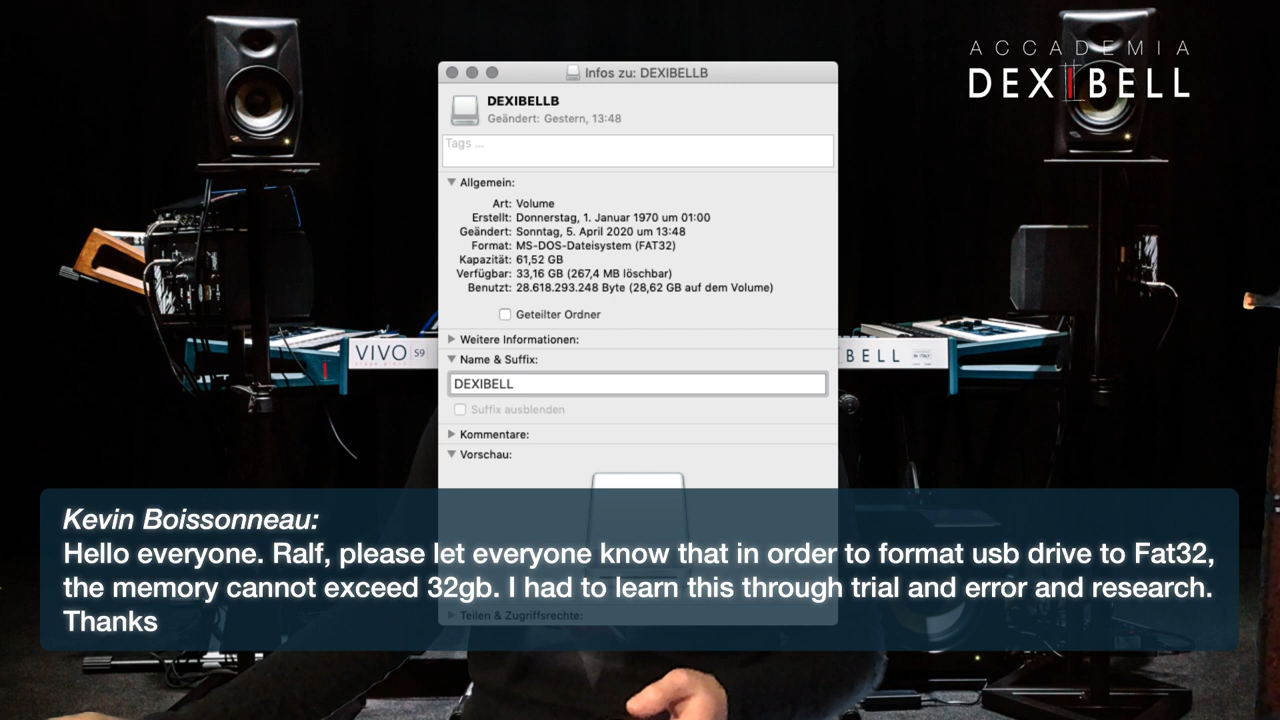 ACCADEMIA
DEXIBELL
Infos zu: DEXIBELLB
DEXIBELLB
Geändert: Gestern, 13:48
Tags ...
Allgemein:
Art: Volume
Erstellt: Donnerstag, 1. Januar 1970 um 01:00
Geändert: Sonntag, 5. April 2020 um 13:48
Format: MS-DOS-Dateisystem (FAT32)
Kapazität: 61,52 GB
Verfügbar: 33,16 GB (267,4 MB löschbar)
Benutzt: 28.618.293.248 Byte (28,62 GB auf dem Volume)
Geteilter Ordner
Weitere Informationen:
VIVO S9
BELL
Name & Suffix:
DEXIBELL
Suffix ausblenden
Kommentare:
Vorschau:
Kevin Boissonneau:
Hello everyone. Ralf, please let everyone know that in order to format usb drive to Fat32,
the memory cannot exceed 32gb. I had to learn this through trial and error and research.
Thanks
Teilen & Zugriffsrechte: